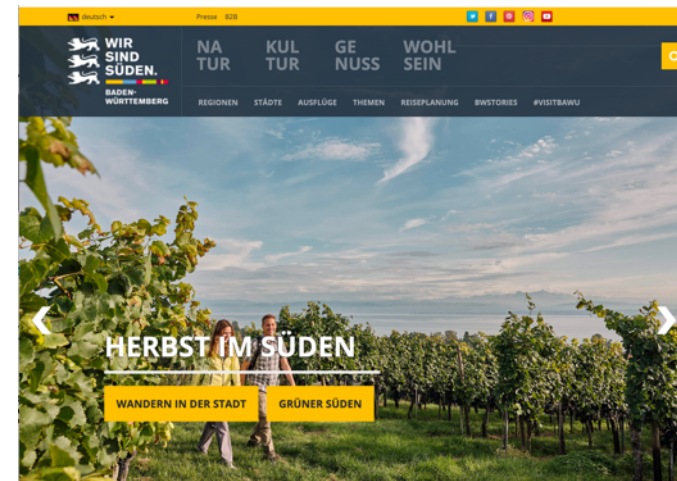 deutsch
Presse B2B
WIR
SIND
SÜDEN.
BADEN-
WÜRTTEMBERG
NA
TUR
KUL
TUR
GE
NUSS
WOHL
SEIN
REGIONEN STÄDTE AUSFLÜGE THEMEN REISEPLANUNG BWSTORIES #VISITBAWU
HERBST IM SÜDEN
WANDERN IN DER STADT GRÜNER SÜDEN